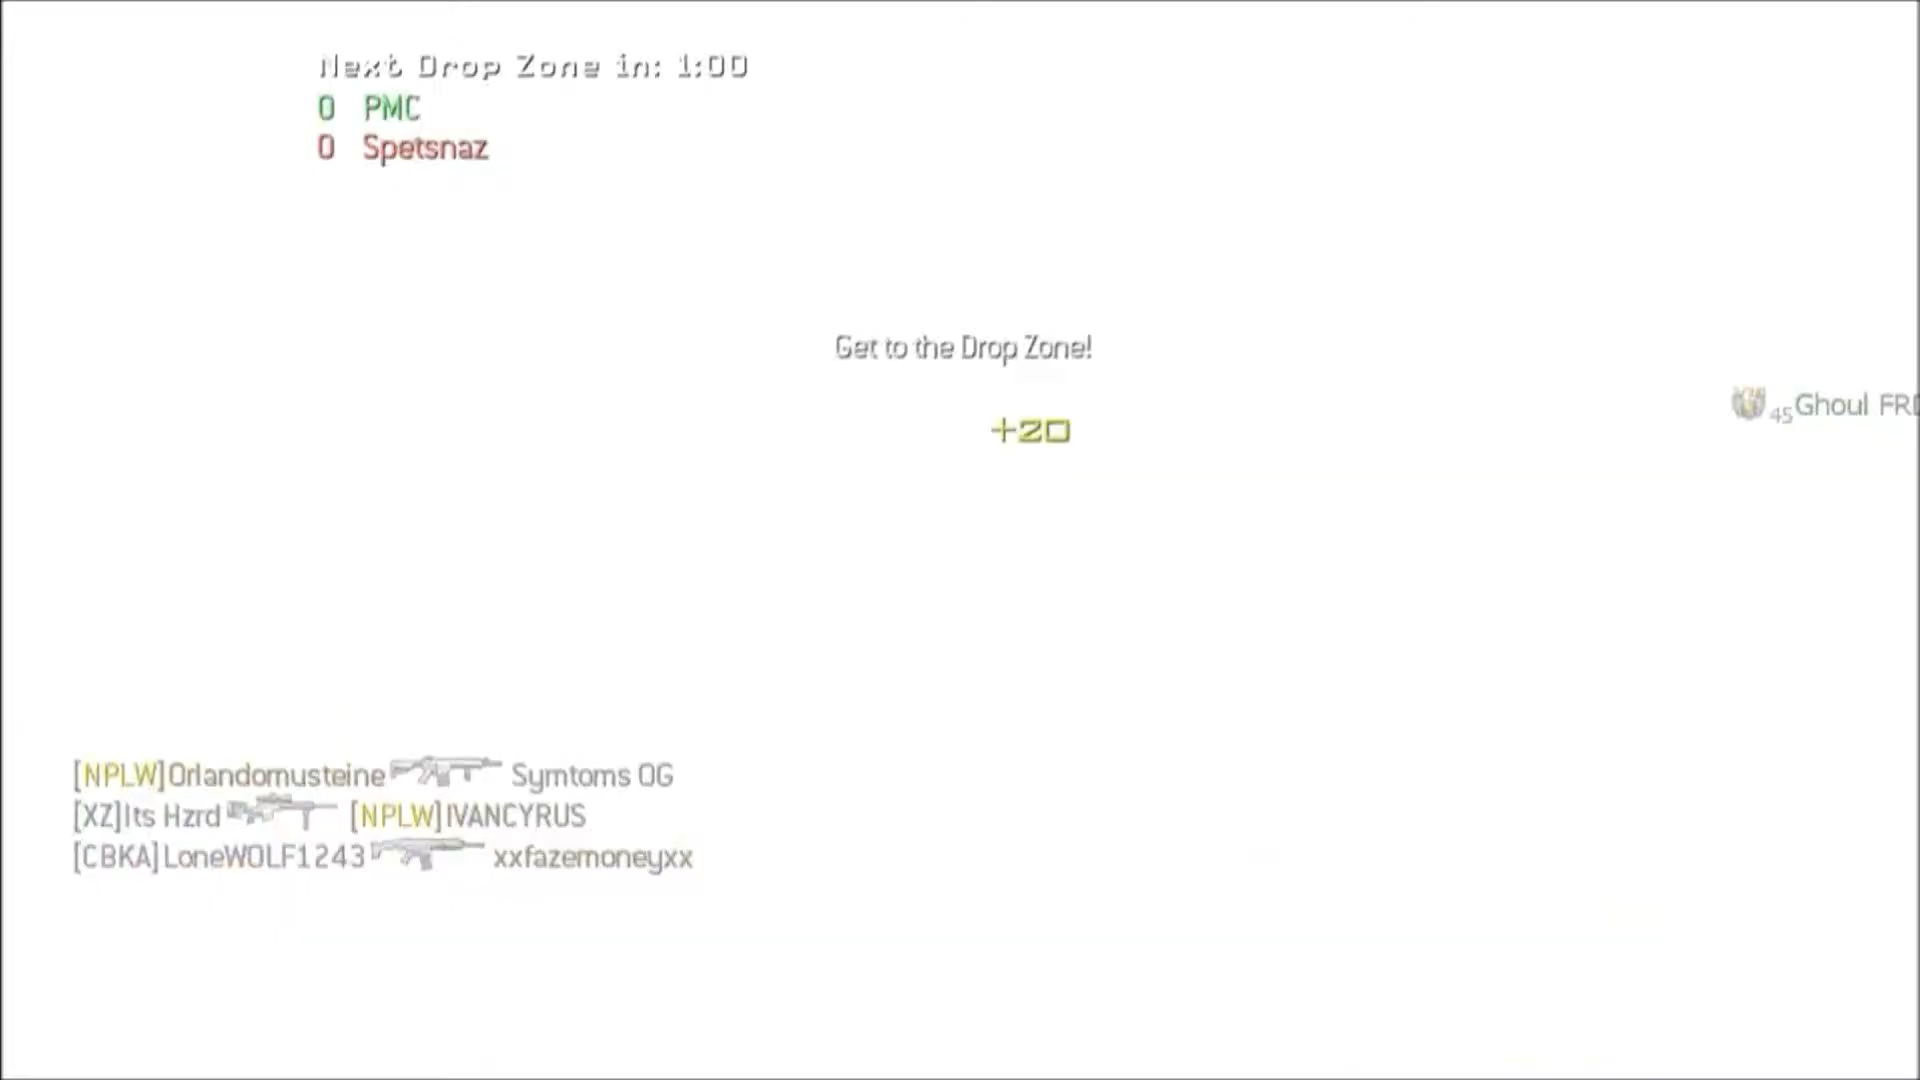 Next Drop Zone in: 1:00
0 PMC
0 Spetsnaz
Get to the Drop Zone!
+20
45 Ghoul
[NPLW]Orlandomusteine Symtoms OG
[XZ]Its Hzrd [NPLW]IVANCYRUS
[CBKA]LoneWOLF1243 xxfazemoneyxx